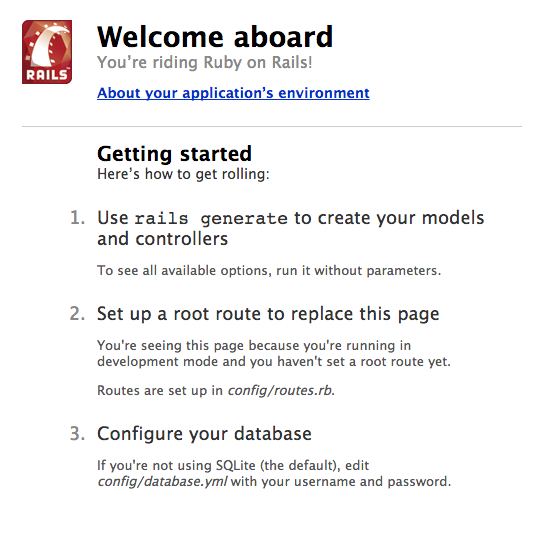 RAILS
Welcome aboard
You’re riding Ruby on Rails!
About your application’s environment
Getting started
Here’s how to get rolling:
1. Use rails generate to create your models
and controllers
To see all available options, run it without parameters.
2. Set up a root route to replace this page
You're seeing this page because you're running in
development mode and you haven't set a root route yet.
Routes are set up in config/routes.rb.
3. Configure your database
If you're not using SQLite (the default), edit
config/database.yml with your username and password.